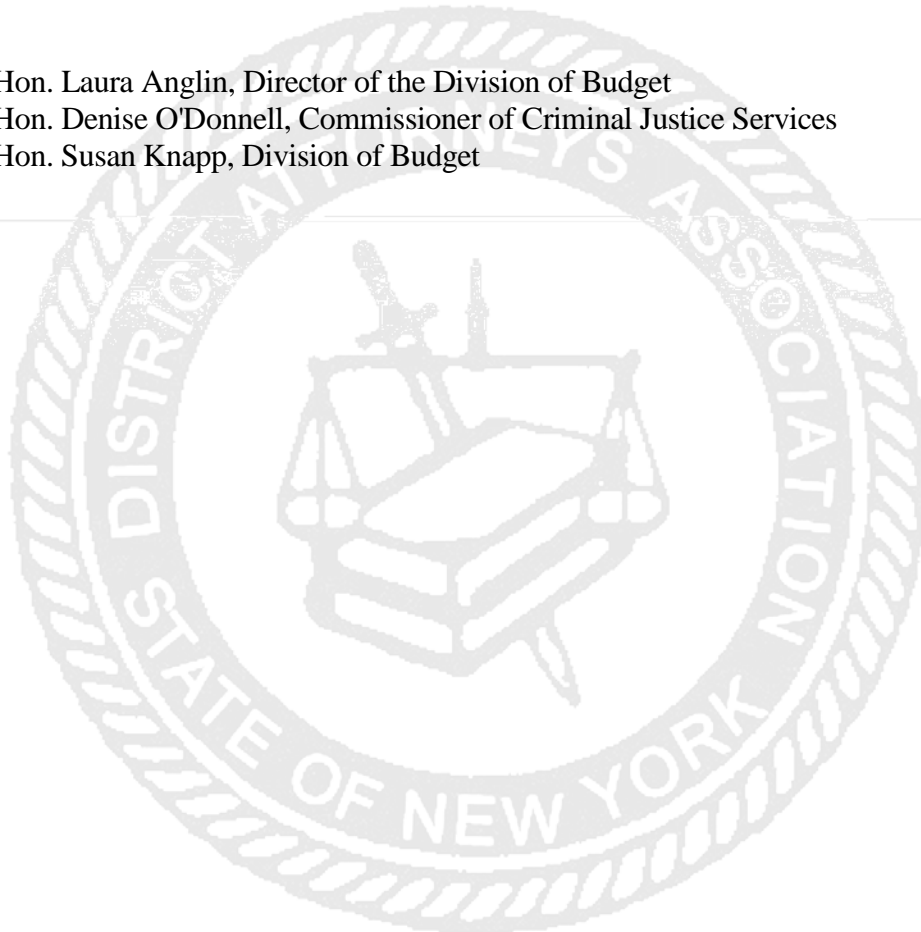 Hon. Laura Anglin, Director of the Division of Budget
Hon. Denise O'Donnell, Commissioner of Criminal Justice Services
Hon. Susan Knapp, Division of Budget
DISTRICT ATTORNEYS ASSOCIATION
STATE OF NEW YORK